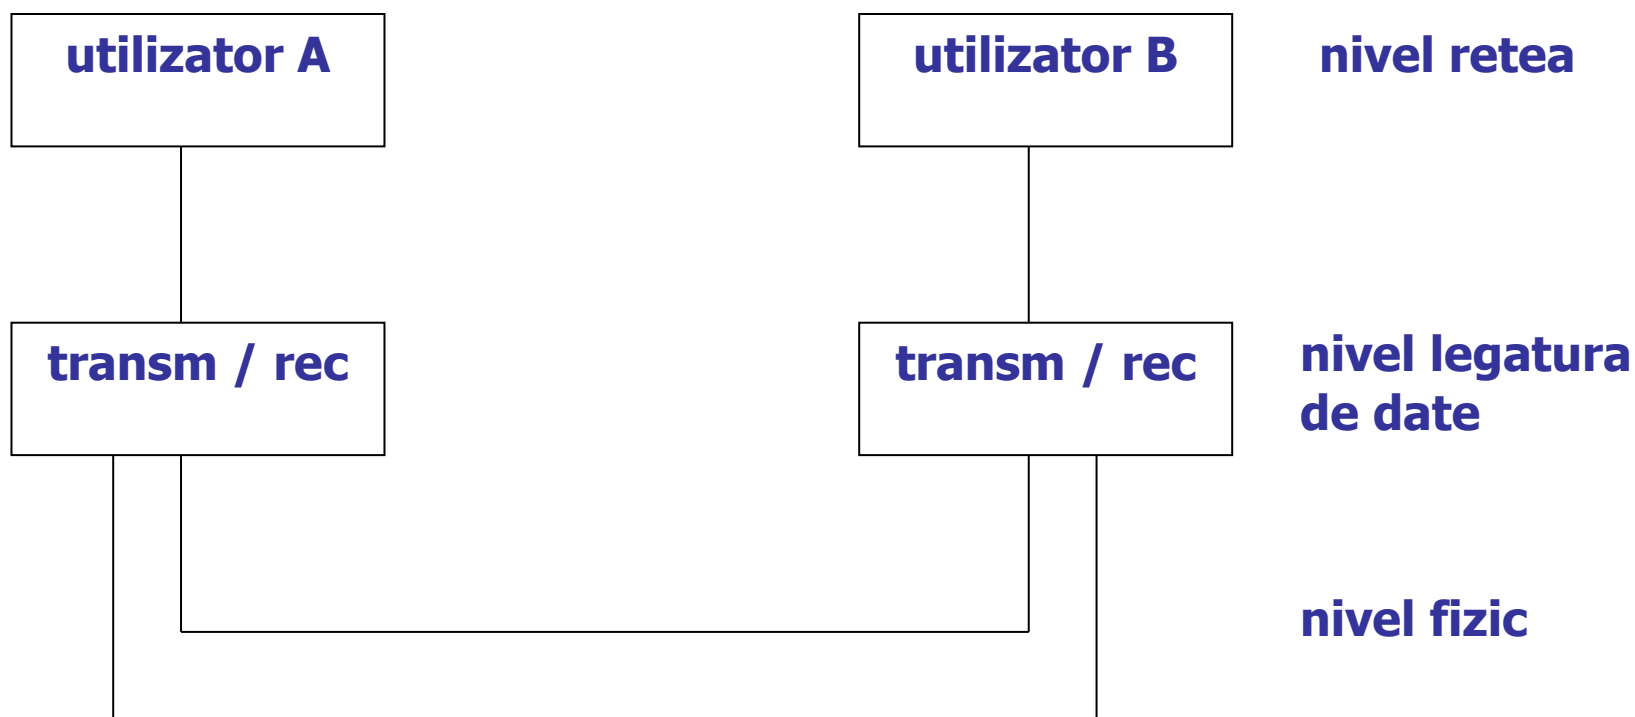 utilizator A
utilizator B
nivel retea
transm / rec
transm / rec
nivel legatura
de date
nivel fizic